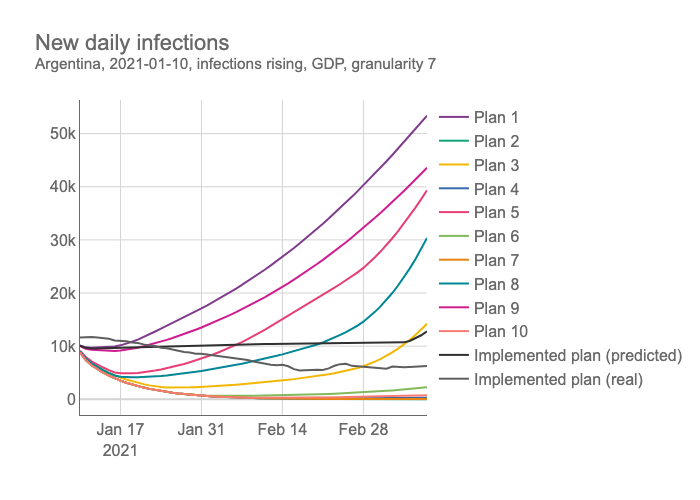 New daily infections
Argentina, 2021-01-10, infections rising, GDP, granularity 7
50k
40k
30k
20k
10k
0
Jan 17
2021
Jan 31
Feb 14
Feb 28
Plan 1
Plan 2
Plan 3
Plan 4
Plan 5
Plan 6
Plan 7
Plan 8
Plan 9
Plan 10
Implemented plan (predicted)
Implemented plan (real)